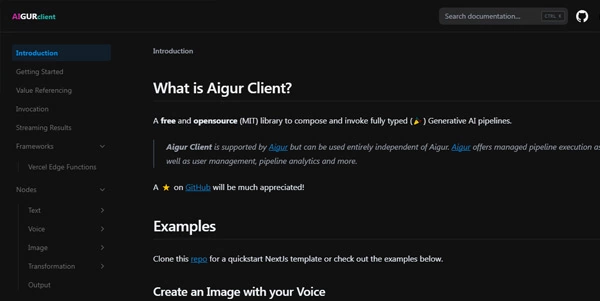 AIGURclient
Search documentation...
CTRL K
Introduction
Getting Started
Value Referencing
Invocation
Streaming Results
Frameworks
Vercel Edge Functions
Nodes
Text
Voice
Image
Transformation
Output
Introduction
What is Aigur Client?
A free and opensource (MIT) library to compose and invoke fully typed (🎉) Generative AI pipelines.
Aigur Client is supported by Aigur but can be used entirely independent of Aigur. Aigur offers managed pipeline execution as
well as user management, pipeline analytics and more.
A ⭐ on GitHub will be much appreciated!
Examples
Clone this repo for a quickstart NextJs template or check out the examples below.
Create an Image with your Voice